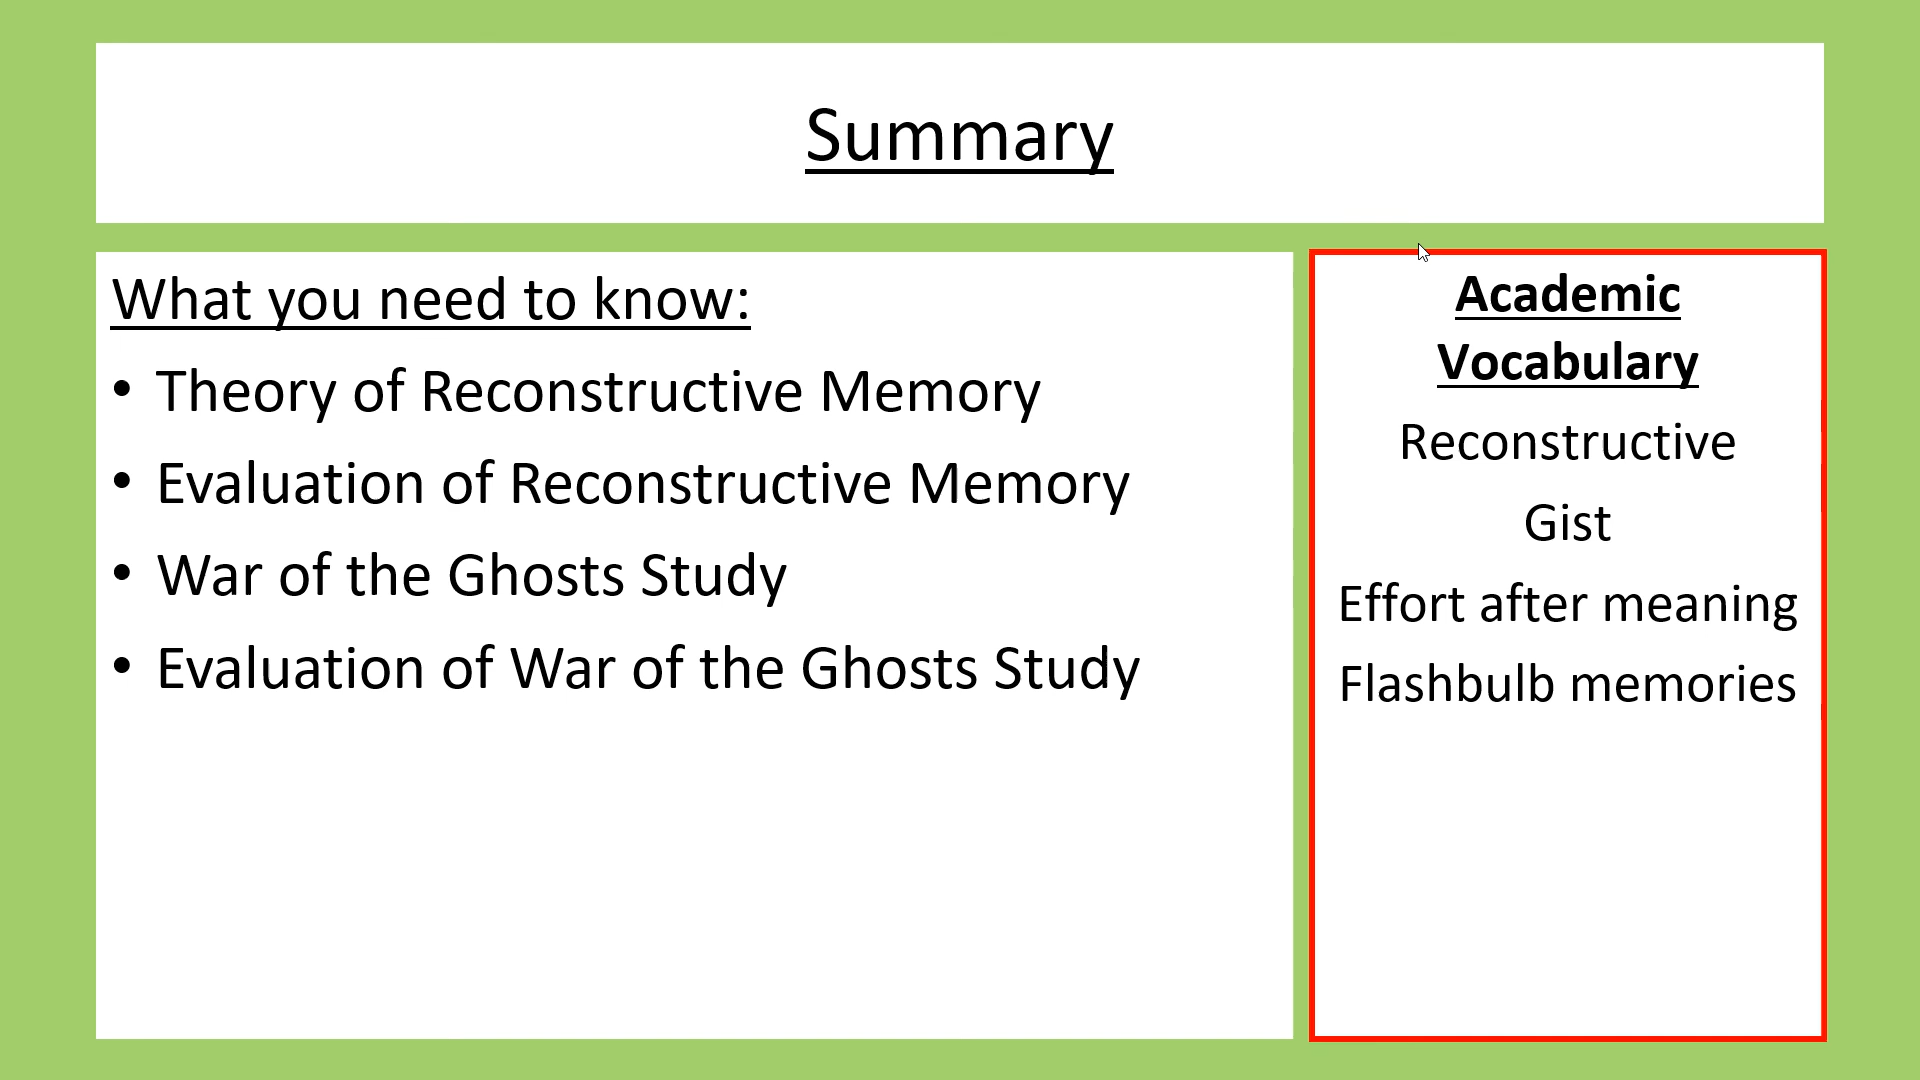 Summary
What you need to know:
• Theory of Reconstructive Memory
• Evaluation of Reconstructive Memory
• War of the Ghosts Study
• Evaluation of War of the Ghosts Study
Academic
Vocabulary
Reconstructive
Gist
Effort after meaning
Flashbulb memories